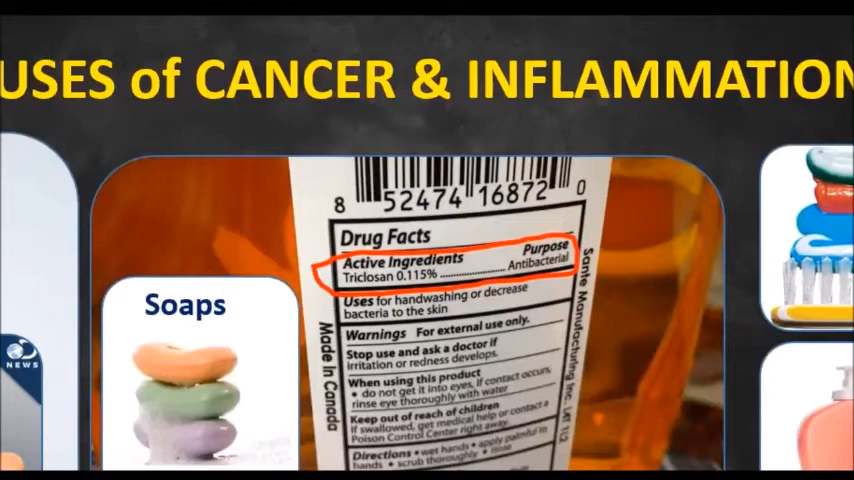 USES of CANCER & INFLAMMATION
8 52474 16872 0
Drug Facts
Active Ingredients Purpose
Triclosan 0.115% ........................ Antibacterial
Uses for handwashing or decrease
bacteria to the skin
Warnings For external use only.
Stop use and ask a doctor if
irritation or redness develops.
When using this product
• do not get it into eyes, If contact occurs,
rinse eye thoroughly with water
Keep out of reach of children
If swallowed, get medical help or contact a
Poison Control Center right away.
Directions • wet hands • apply palmful to
hands • scrub thoroughly • rinse
Made in Canada
Sante Manufacturing Inc.
Soaps
NEWS